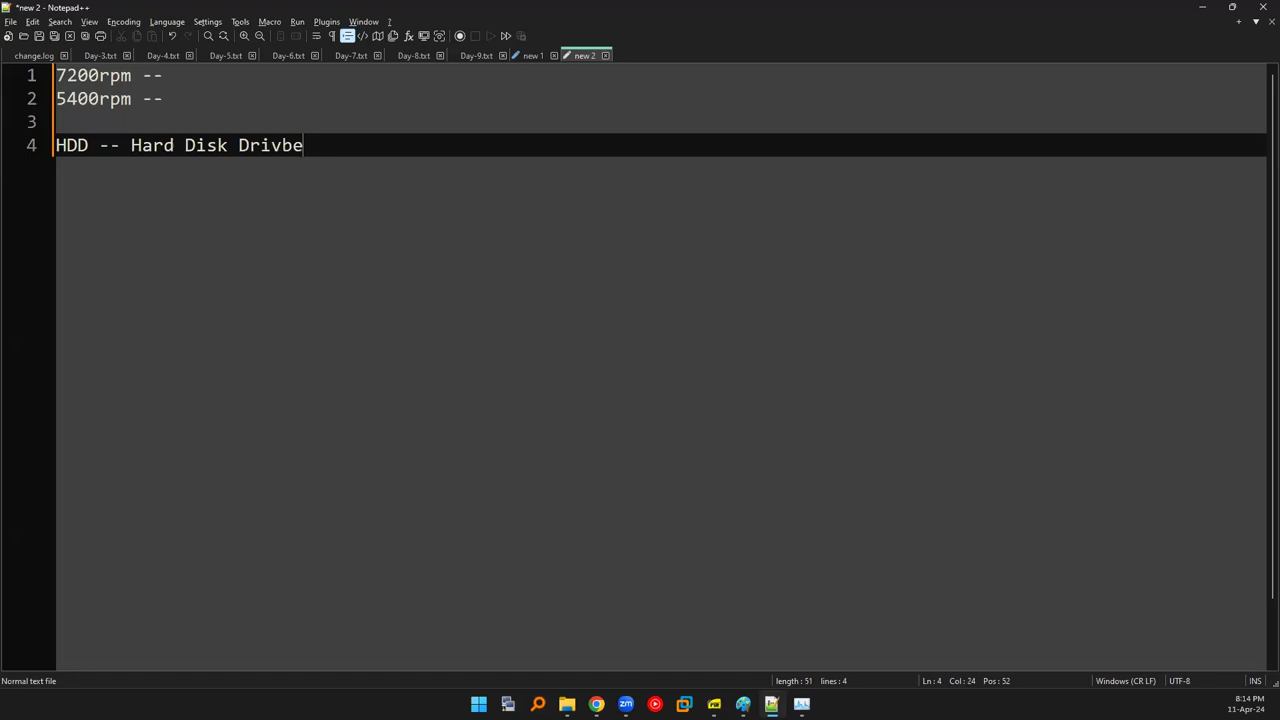 *new 2 - Notepad++
File Edit Search View Encoding Language Settings Tools Macro Run Plugins Window ?
change.log Day-3.txt Day-4.txt Day-5.txt Day-6.txt Day-7.txt Day-8.txt Day-9.txt new 1 new 2
1 7200rpm --
2 5400rpm --
3
4 HDD -- Hard Disk Drivbe
Normal text file length : 51 lines : 4 Ln : 4 Col : 24 Pos : 52 Windows (CR LF) UTF-8 INS
zm
8:14 PM
11-Apr-24